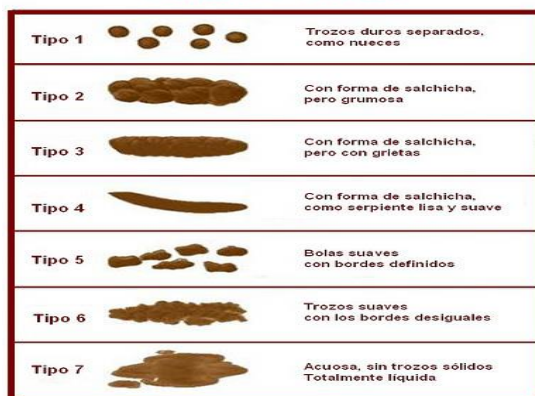 Tipo 1
Trozos duros separados,
como nueces
Tipo 2
Con forma de salchicha,
pero grumosa
Tipo 3
Con forma de salchicha,
pero con grietas
Tipo 4
Con forma de salchicha,
como serpiente lisa y suave
Tipo 5
Bolas suaves
con bordes definidos
Tipo 6
Trozos suaves
con los bordes desiguales
Tipo 7
Acuosa, sin trozos sólidos
Totalmente líquida